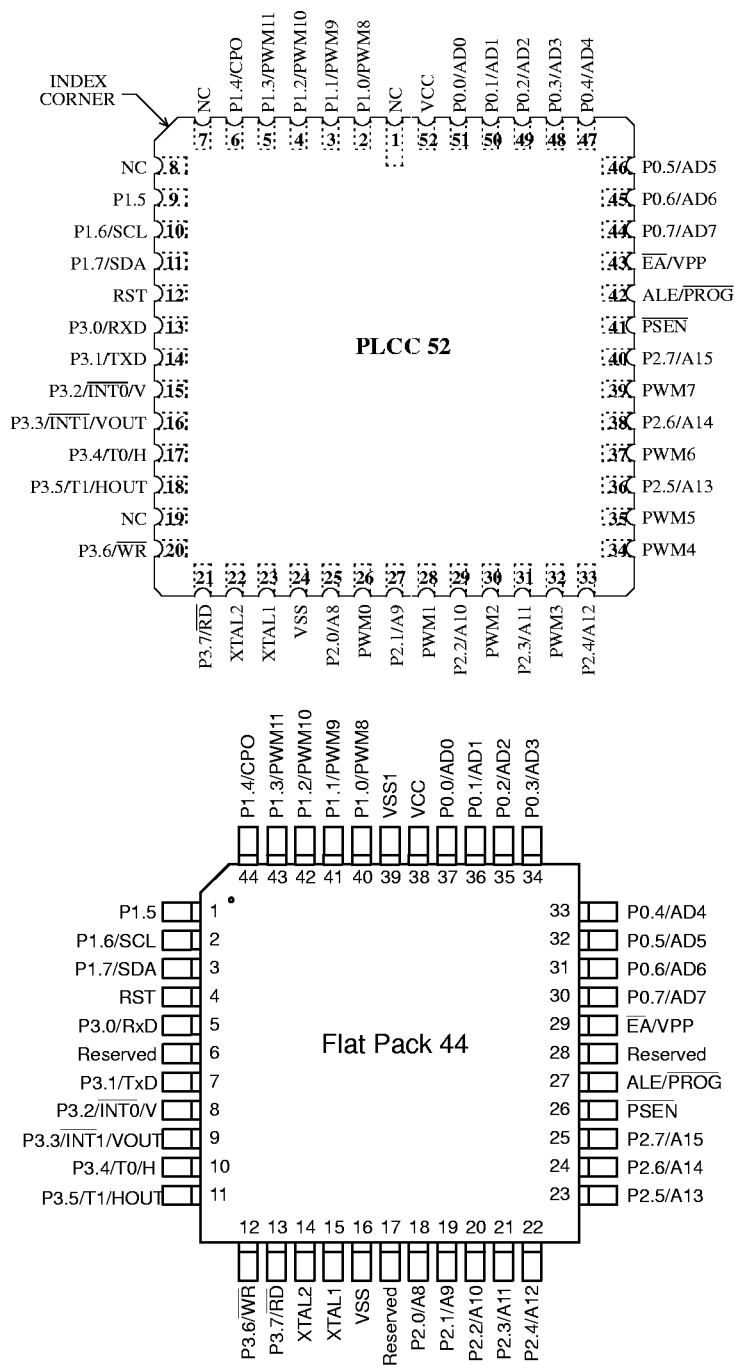 INDEX
CORNER
NC
P1.4/CPO
P1.3/PWM11
P1.2/PWM10
P1.1/PWM9
P1.0/PWM8
NC
VCC
P0.0/AD0
P0.1/AD1
P0.2/AD2
P0.3/AD3
P0.4/AD4
7 6 5 4 3 2 1 52 51 50 49 48 47
NC 8
P1.5 9
P1.6/SCL 10
P1.7/SDA 11
RST 12
P3.0/RXD 13
P3.1/TXD 14
P3.2/INT0/V 15
P3.3/INT1/VOUT 16
P3.4/T0/H 17
P3.5/T1/HOUT 18
NC 19
P3.6/WR 20
PLCC 52
46 P0.5/AD5
45 P0.6/AD6
44 P0.7/AD7
43 EA/VPP
42 ALE/PROG
41 PSEN
40 P2.7/A15
39 PWM7
38 P2.6/A14
37 PWM6
36 P2.5/A13
35 PWM5
34 PWM4
21 22 23 24 25 26 27 28 29 30 31 32 33
P3.7/RD
XTAL2
XTAL1
VSS
P2.0/A8
PWM0
P2.1/A9
PWM1
P2.2/A10
PWM2
P2.3/A11
PWM3
P2.4/A12
P1.4/CPO
P1.3/PWM11
P1.2/PWM10
P1.1/PWM9
P1.0/PWM8
VSS1
VCC
P0.0/AD0
P0.1/AD1
P0.2/AD2
P0.3/AD3
44 43 42 41 40 39 38 37 36 35 34
P1.5 1
P1.6/SCL 2
P1.7/SDA 3
RST 4
P3.0/RxD 5
Reserved 6
P3.1/TxD 7
P3.2/INT0/V 8
P3.3/INT1/VOUT 9
P3.4/T0/H 10
P3.5/T1/HOUT 11
Flat Pack 44
33 P0.4/AD4
32 P0.5/AD5
31 P0.6/AD6
30 P0.7/AD7
29 EA/VPP
28 Reserved
27 ALE/PROG
26 PSEN
25 P2.7/A15
24 P2.6/A14
23 P2.5/A13
12 13 14 15 16 17 18 19 20 21 22
P3.6/WR
P3.7/RD
XTAL2
XTAL1
VSS
Reserved
P2.0/A8
P2.1/A9
P2.2/A10
P2.3/A11
P2.4/A12